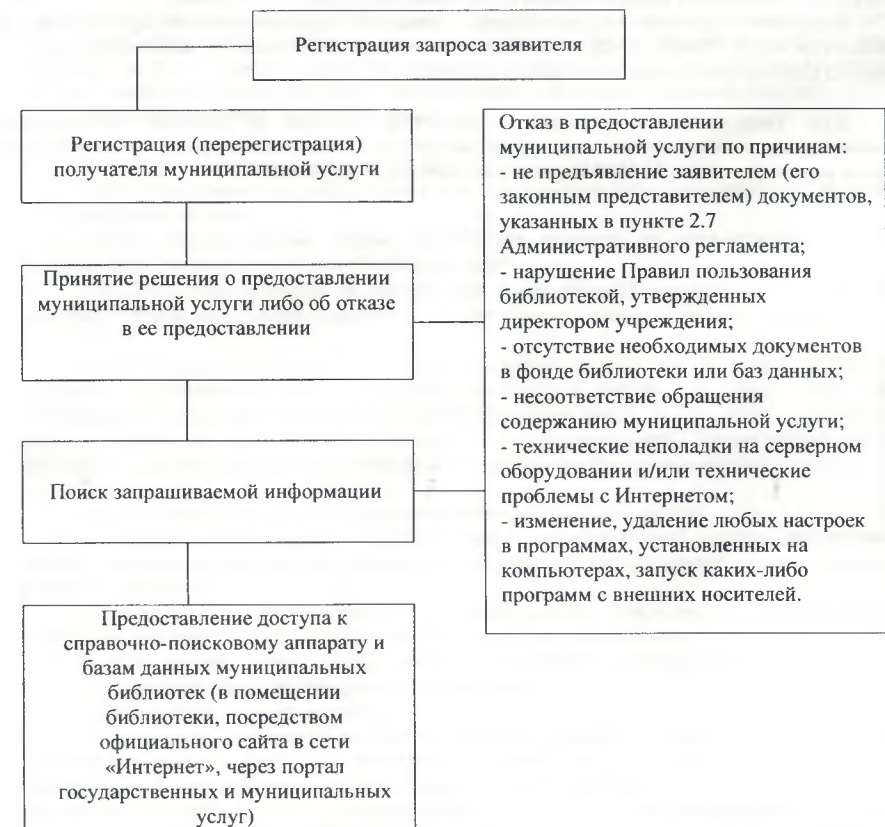 Регистрация запроса заявителя
Регистрация (перерегистрация)
получателя муниципальной услуги
Принятие решения о предоставлении
муниципальной услуги либо об отказе
в ее предоставлении
Поиск запрашиваемой информации
Предоставление доступа к
справочно-поисковому аппарату и
базам данных муниципальных
библиотек (в помещении
библиотеки, посредством
официального сайта в сети
«Интернет», через портал
государственных и муниципальных
услуг)
Отказ в предоставлении
муниципальной услуги по причинам:
- не предъявление заявителем (его
законным представителем) документов,
указанных в пункте 2.7
Административного регламента;
- нарушение Правил пользования
библиотекой, утвержденных
директором учреждения;
- отсутствие необходимых документов
в фонде библиотеки или баз данных;
- несоответствие обращения
содержанию муниципальной услуги;
- технические неполадки на серверном
оборудовании и/или технические
проблемы с Интернетом;
- изменение, удаление любых настроек
в программах, установленных на
компьютерах, запуск каких-либо
программ с внешних носителей.